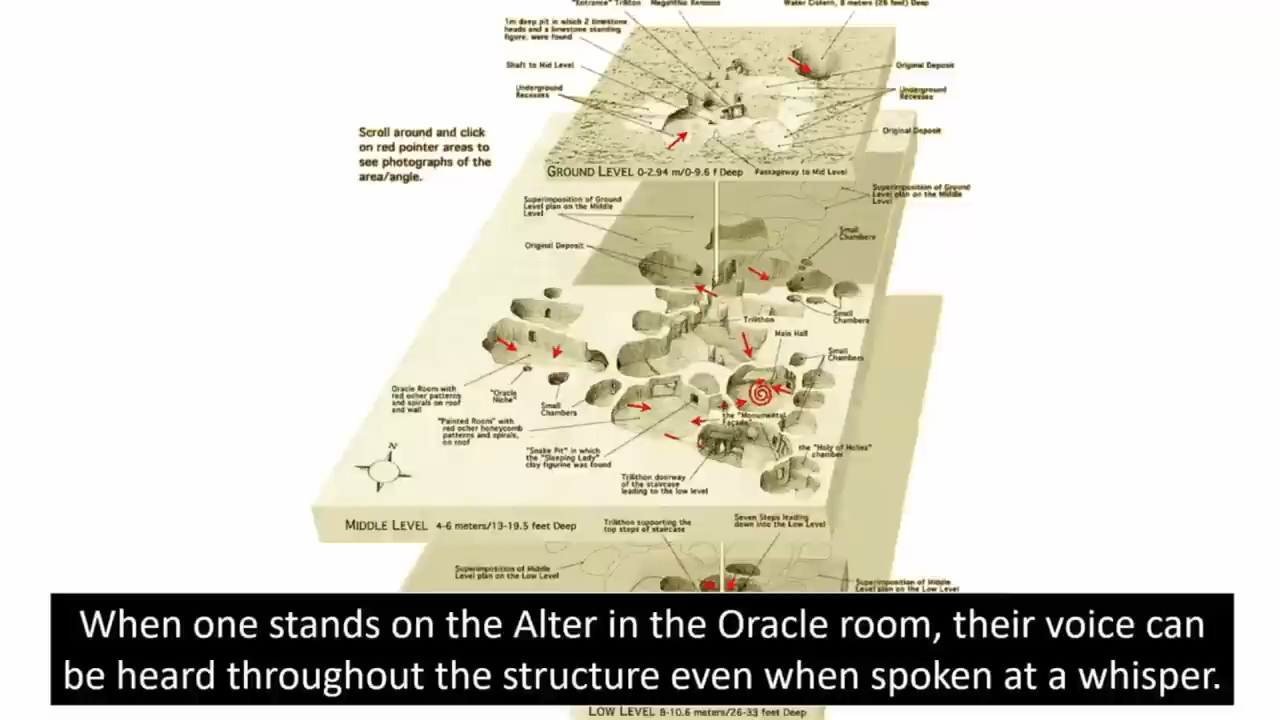 "Entrance" Trilithon
Megalithic Remains
Water Cistern, 8 meters (26 feet) Deep
1m deep pit in which 2 limestone
heads and a limestone standing
figure, were found
Shaft to Mid Level
Underground
Recesses
Original Deposit
Underground
Recesses
Original Deposit
Scroll around and click
on red pointer areas to
see photographs of the
area/angle.
GROUND LEVEL 0-2.94 m/0-9.6 f Deep
Passageway to Mid Level
Superimposition of Ground
Level plan on the Middle
Level
Superimposition of Ground
Level plan on the Middle
Level
Original Deposit
Small
Chambers
Small
Chambers
Trilithon
Main Hall
Small
Chambers
Oracle Room with
red ocher patterns
and spirals on roof
and wall
"Oracle
Niche"
Small
Chambers
"Painted Room" with
red ocher honeycomb
patterns and spirals,
on roof
the "Monumental
Façade"
"Snake Pit" in which
the "Sleeping Lady"
clay figurine was found
the "Holy of Holies"
chamber
Trilithon doorway
of the staircase
leading to the low level
N
MIDDLE LEVEL 4-6 meters/13-19.5 feet Deep
Trilithon supporting the
top steps of staircase
Seven Steps leading
down into the Low Level
Superimposition of Middle
Level plan on the Low Level
Superimposition of Middle
Level plan on the Low Level
When one stands on the Alter in the Oracle room, their voice can
be heard throughout the structure even when spoken at a whisper.
LOW LEVEL 8-10.6 meters/26-33 feet Deep